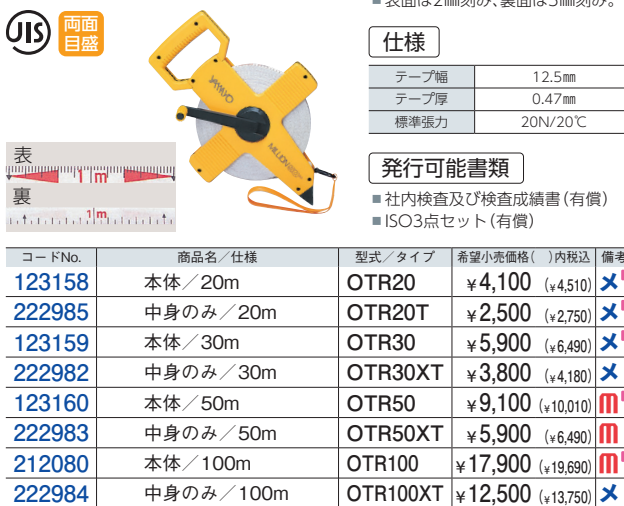 ■表面は2㎜刻み、裏面は5㎜刻み。
JIS
両面
目盛
YAMAYO
MILLION
仕様
テープ幅 12.5㎜
テープ厚 0.47㎜
標準張力 20N/20℃
表
1m
裏
1m
発行可能書類
■社内検査及び検査成績書(有償)
■ISO3点セット(有償)
コードNo. 商品名/仕様 型式/タイプ 希望小売価格( )内税込 備考
123158 本体/20m OTR20 ¥4,100 (¥4,510) メ
222985 中身のみ/20m OTR20T ¥2,500 (¥2,750) メ
123159 本体/30m OTR30 ¥5,900 (¥6,490) メ
222982 中身のみ/30m OTR30XT ¥3,800 (¥4,180) メ
123160 本体/50m OTR50 ¥9,100 (¥10,010) m
222983 中身のみ/50m OTR50XT ¥5,900 (¥6,490) m
212080 本体/100m OTR100 ¥17,900 (¥19,690) m
222984 中身のみ/100m OTR100XT ¥12,500 (¥13,750) メ